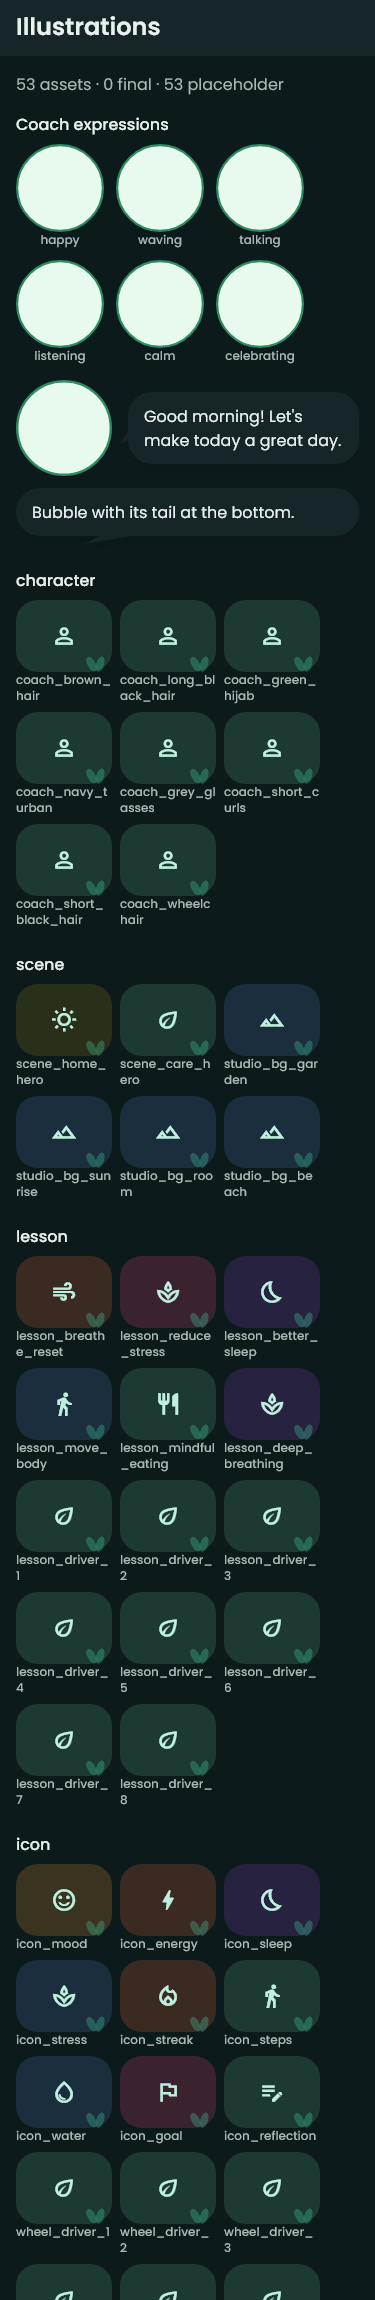 Illustrations
53 assets · 0 final · 53 placeholder
Coach expressions
happy
waving
talking
listening
calm
celebrating
Good morning! Let's
make today a great day.
Bubble with its tail at the bottom.
character
coach_brown_
hair
coach_long_bl
ack_hair
coach_green_
hijab
coach_navy_t
urban
coach_grey_gl
asses
coach_short_c
urls
coach_short_
black_hair
coach_wheelc
hair
scene
scene_home_
hero
scene_care_h
ero
studio_bg_gar
den
studio_bg_sun
rise
studio_bg_roo
m
studio_bg_be
ach
lesson
lesson_breath
e_reset
lesson_reduce
_stress
lesson_better_
sleep
lesson_move_
body
lesson_mindful
_eating
lesson_deep_
breathing
lesson_driver_
1
lesson_driver_
2
lesson_driver_
3
lesson_driver_
4
lesson_driver_
5
lesson_driver_
6
lesson_driver_
7
lesson_driver_
8
icon
icon_mood
icon_energy
icon_sleep
icon_stress
icon_streak
icon_steps
icon_water
icon_goal
icon_reflection
wheel_driver_1
wheel_driver_
2
wheel_driver_
3